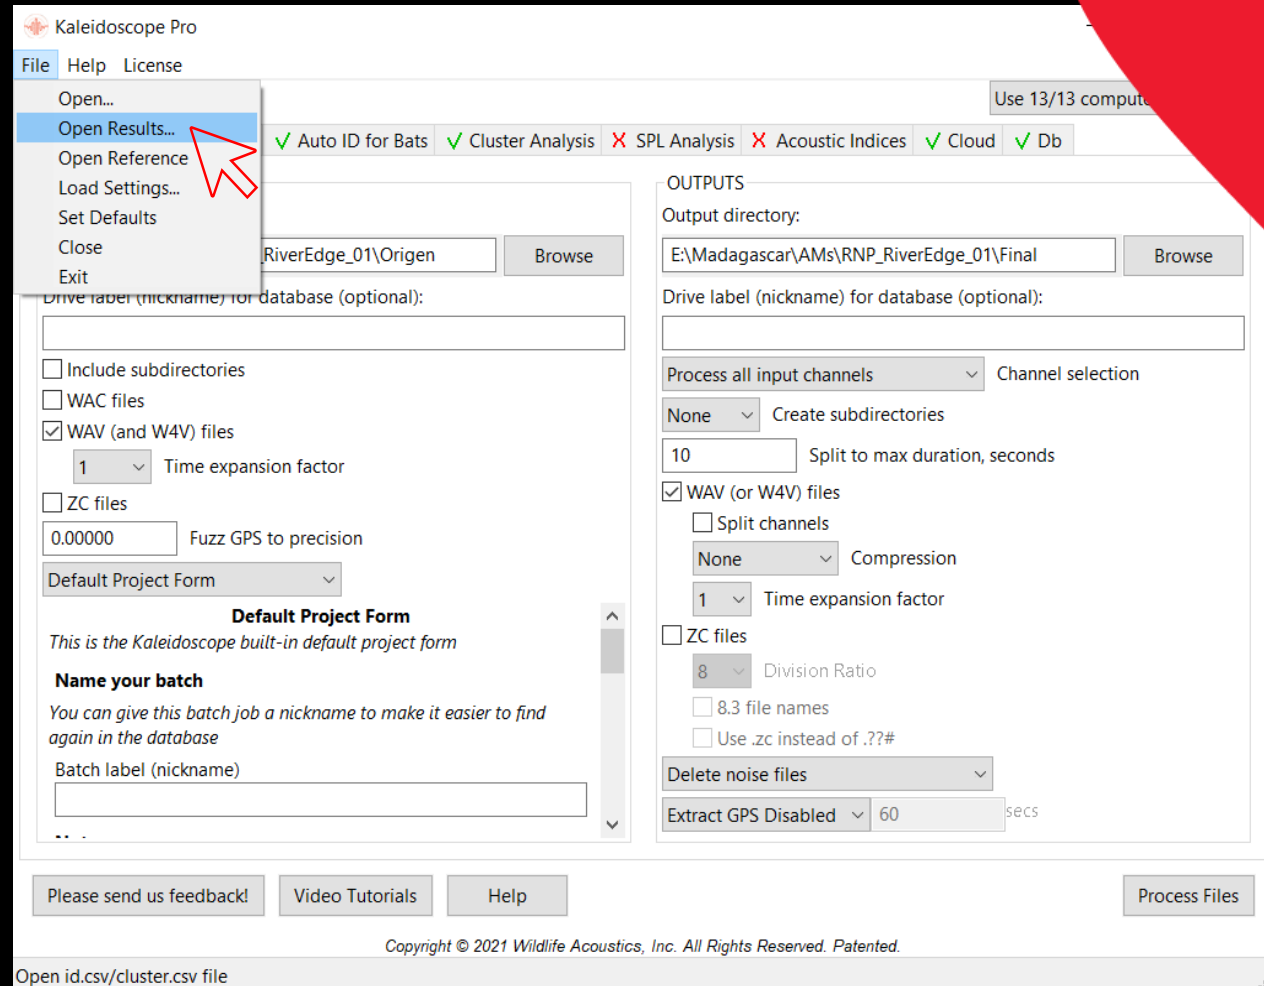 Kaleidoscope Pro
File Help License
Open...
Open Results...
Open Reference
Load Settings...
Set Defaults
Close
Exit
Use 13/13
Auto ID for Bats Cluster Analysis SPL Analysis Acoustic Indices Cloud Db
_RiverEdge_01\Origen Browse
Drive label (nickname) for database (optional):
Include subdirectories
WAC files
WAV (and W4V) files
1 Time expansion factor
ZC files
0.00000 Fuzz GPS to precision
Default Project Form
Default Project Form
This is the Kaleidoscope built-in default project form
Name your batch
You can give this batch job a nickname to make it easier to find
again in the database
Batch label (nickname)
OUTPUTS
Output directory:
E:\Madagascar\AMs\RNP_RiverEdge_01\Final Browse
Drive label (nickname) for database (optional):
Process all input channels Channel selection
None Create subdirectories
10 Split to max duration, seconds
WAV (or W4V) files
Split channels
None Compression
1 Time expansion factor
ZC files
8 Division Ratio
8.3 file names
Use .zc instead of .??#
Delete noise files
Extract GPS Disabled 60 secs
Please send us feedback! Video Tutorials Help Process Files
Copyright © 2021 Wildlife Acoustics, Inc. All Rights Reserved. Patented.
Open id.csv/cluster.csv file